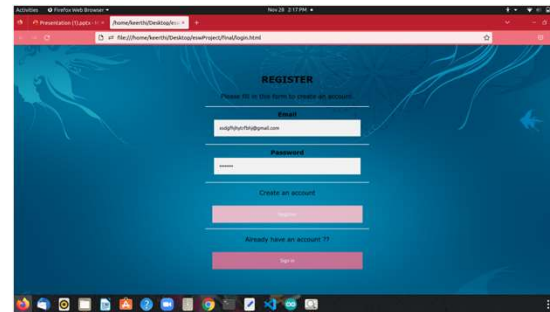 Activities Firefox Web Browser Nov 28 2:17 PM
Presentation (1).pptx
/home/keerthi/Desktop/es
file:///home/keerthi/Desktop/eswProject/final/login.html
REGISTER
Please fill in this form to create an account.
Email
Password
Create an account
Register
Already have an account ??
Sign in